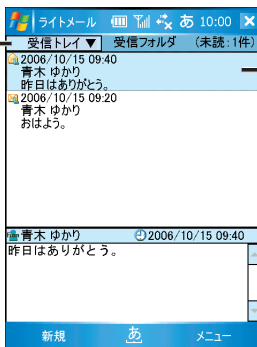 ライトメール あ 10:00
受信トレイ▼ 受信フォルダ (未読:1件)
2006/10/15 09:40
青木 ゆかり
昨日はありがとう。
2006/10/15 09:20
青木 ゆかり
おはよう。
青木 ゆかり 2006/10/15 09:40
昨日はありがとう。
新規 あ メニュー